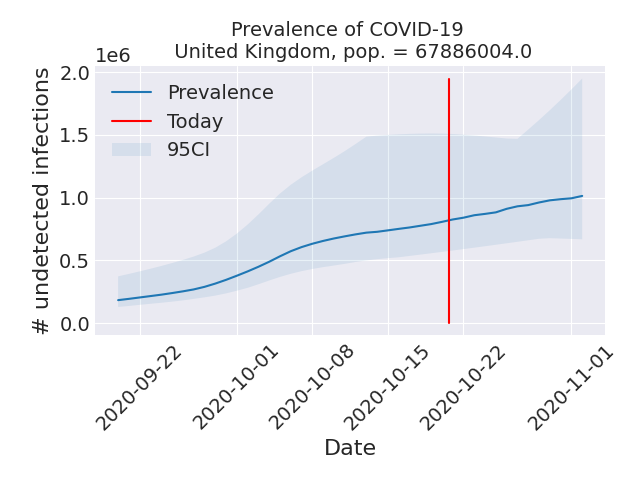 Prevalence of COVID-19
United Kingdom, pop. = 67886004.0
1e6
2.0
1.5
1.0
0.5
0.0
# undetected infections
Prevalence
Today
95CI
2020-09-22
2020-10-01
2020-10-08
2020-10-15
2020-10-22
2020-11-01
Date